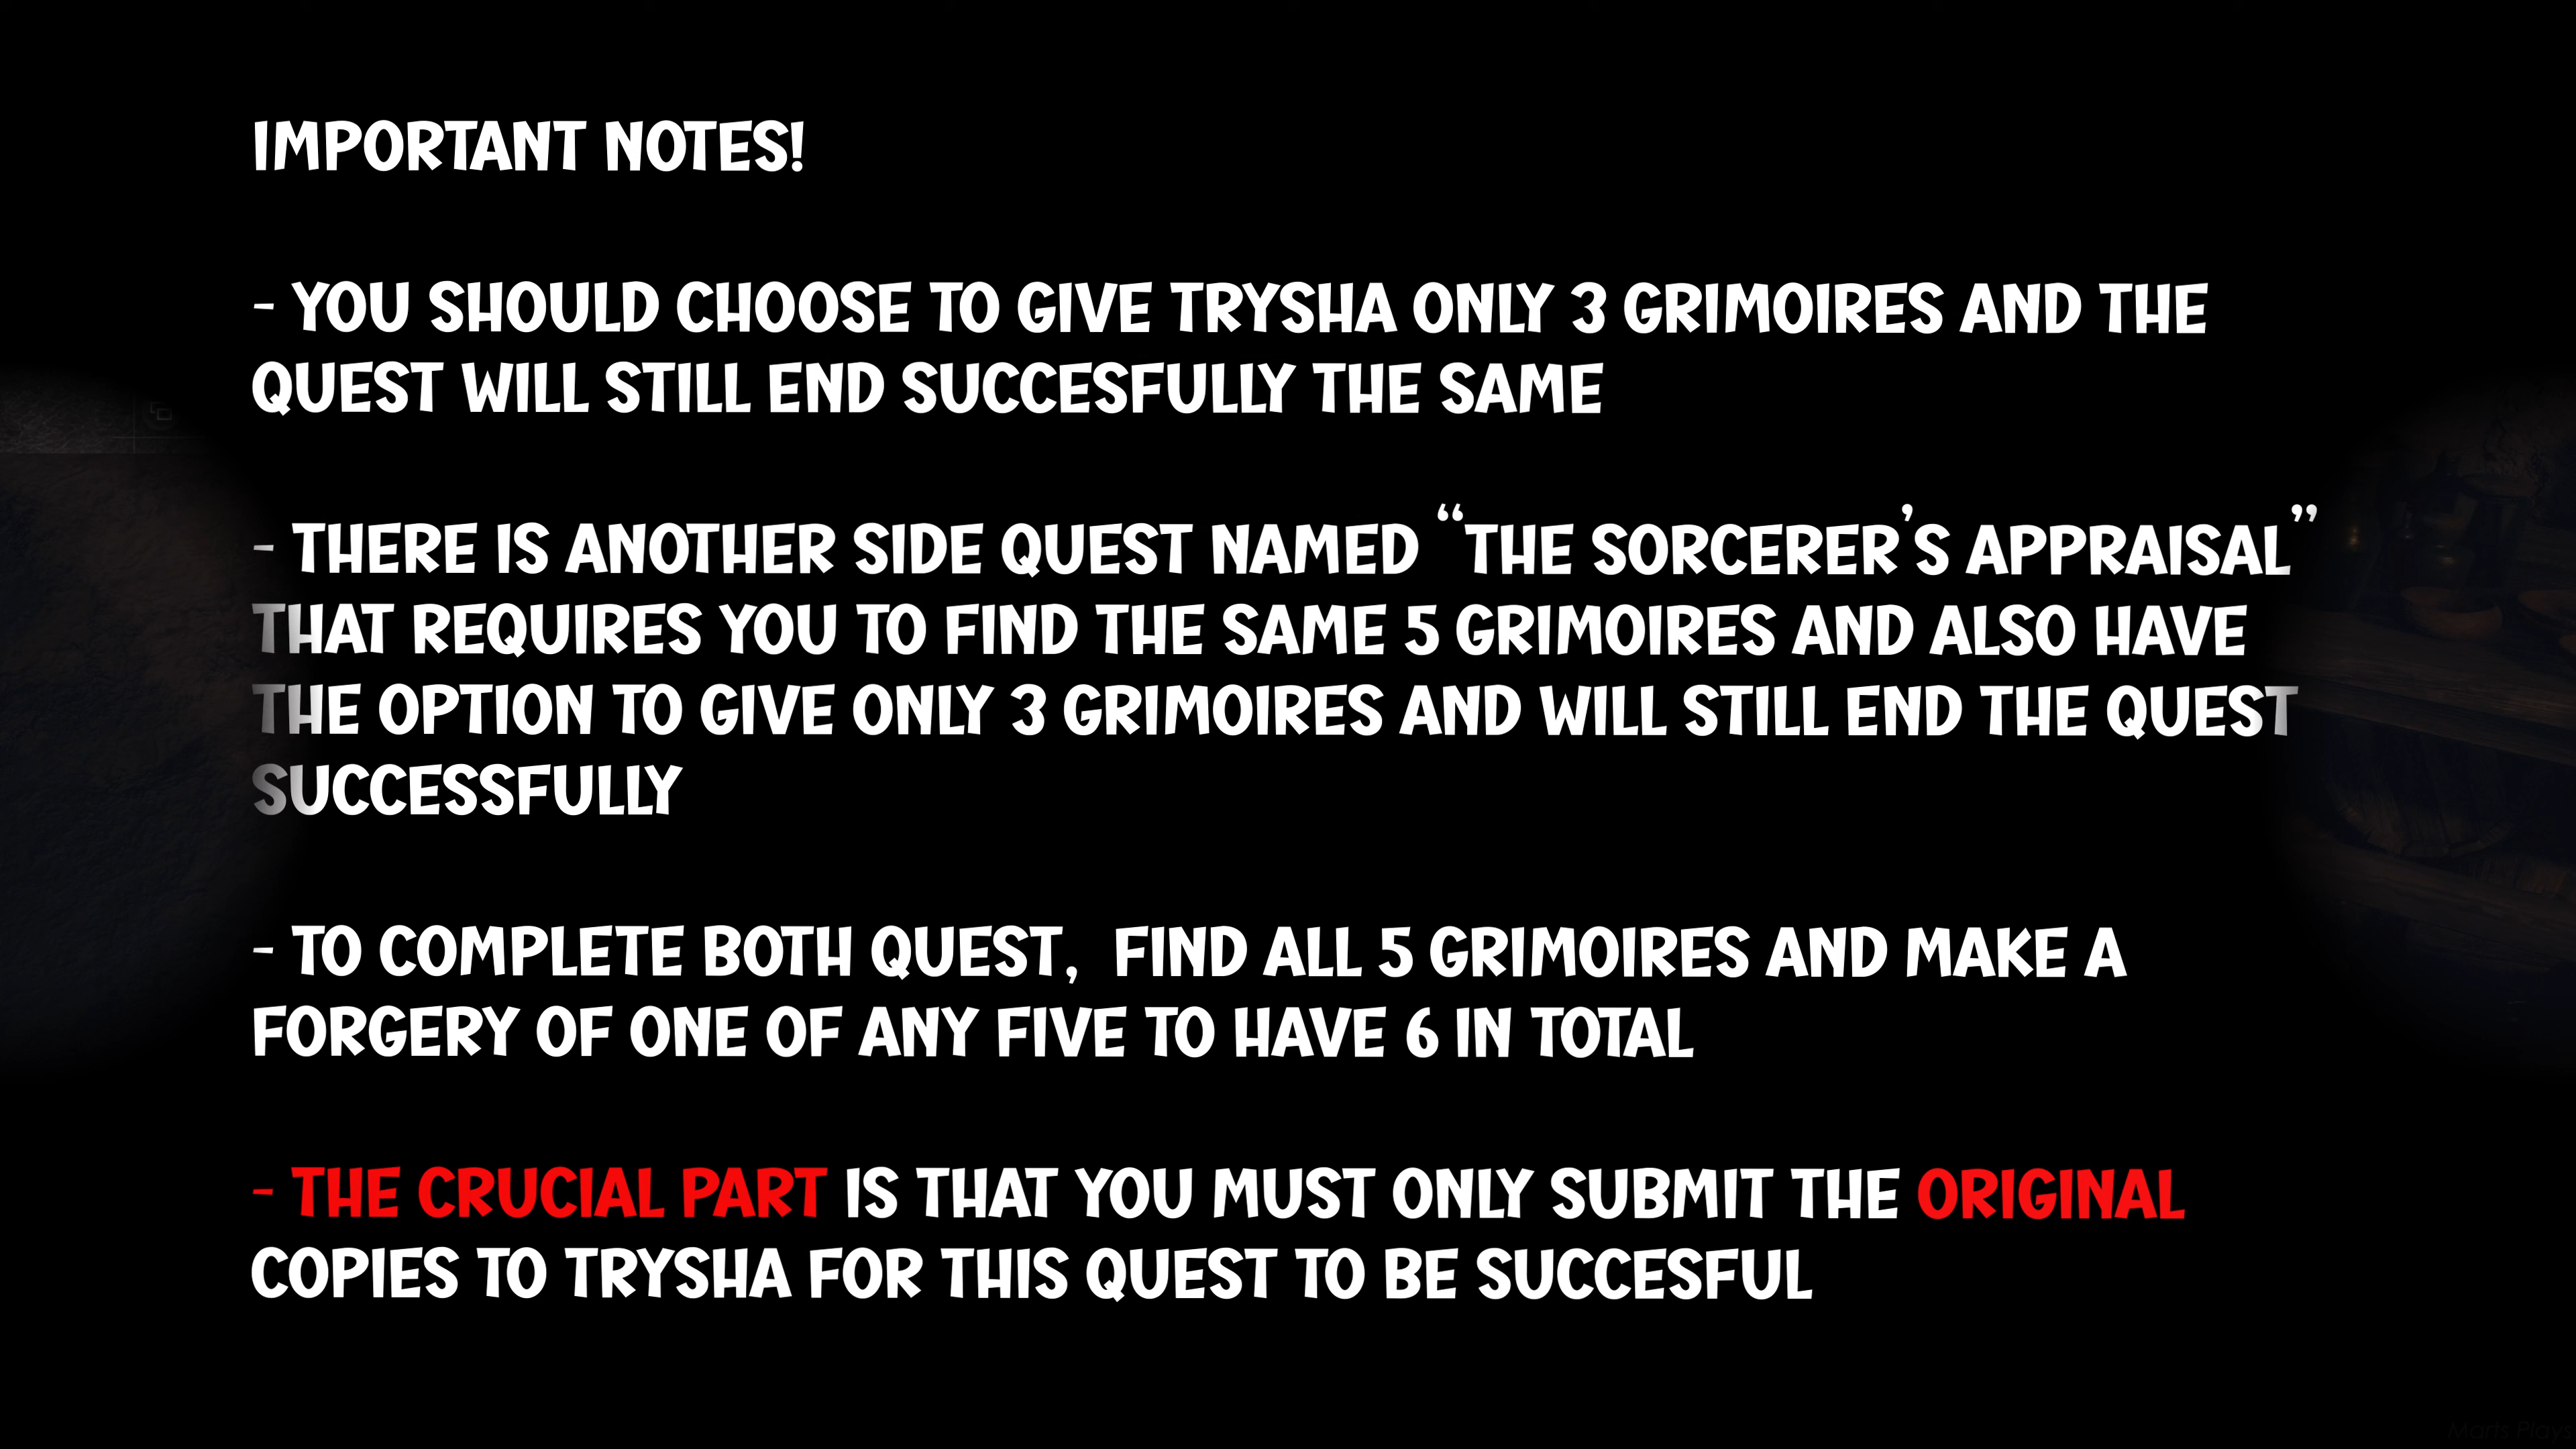 IMPORTANT NOTES!
- YOU SHOULD CHOOSE TO GIVE TRYSHA ONLY 3 GRIMOIRES AND THE
QUEST WILL STILL END SUCCESFULLY THE SAME
- THERE IS ANOTHER SIDE QUEST NAMED “THE SORCERER’S APPRAISAL”
THAT REQUIRES YOU TO FIND THE SAME 5 GRIMOIRES AND ALSO HAVE
THE OPTION TO GIVE ONLY 3 GRIMOIRES AND WILL STILL END THE QUEST
SUCCESSFULLY
- TO COMPLETE BOTH QUEST, FIND ALL 5 GRIMOIRES AND MAKE A
FORGERY OF ONE OF ANY FIVE TO HAVE 6 IN TOTAL
- THE CRUCIAL PART IS THAT YOU MUST ONLY SUBMIT THE ORIGINAL
COPIES TO TRYSHA FOR THIS QUEST TO BE SUCCESFUL